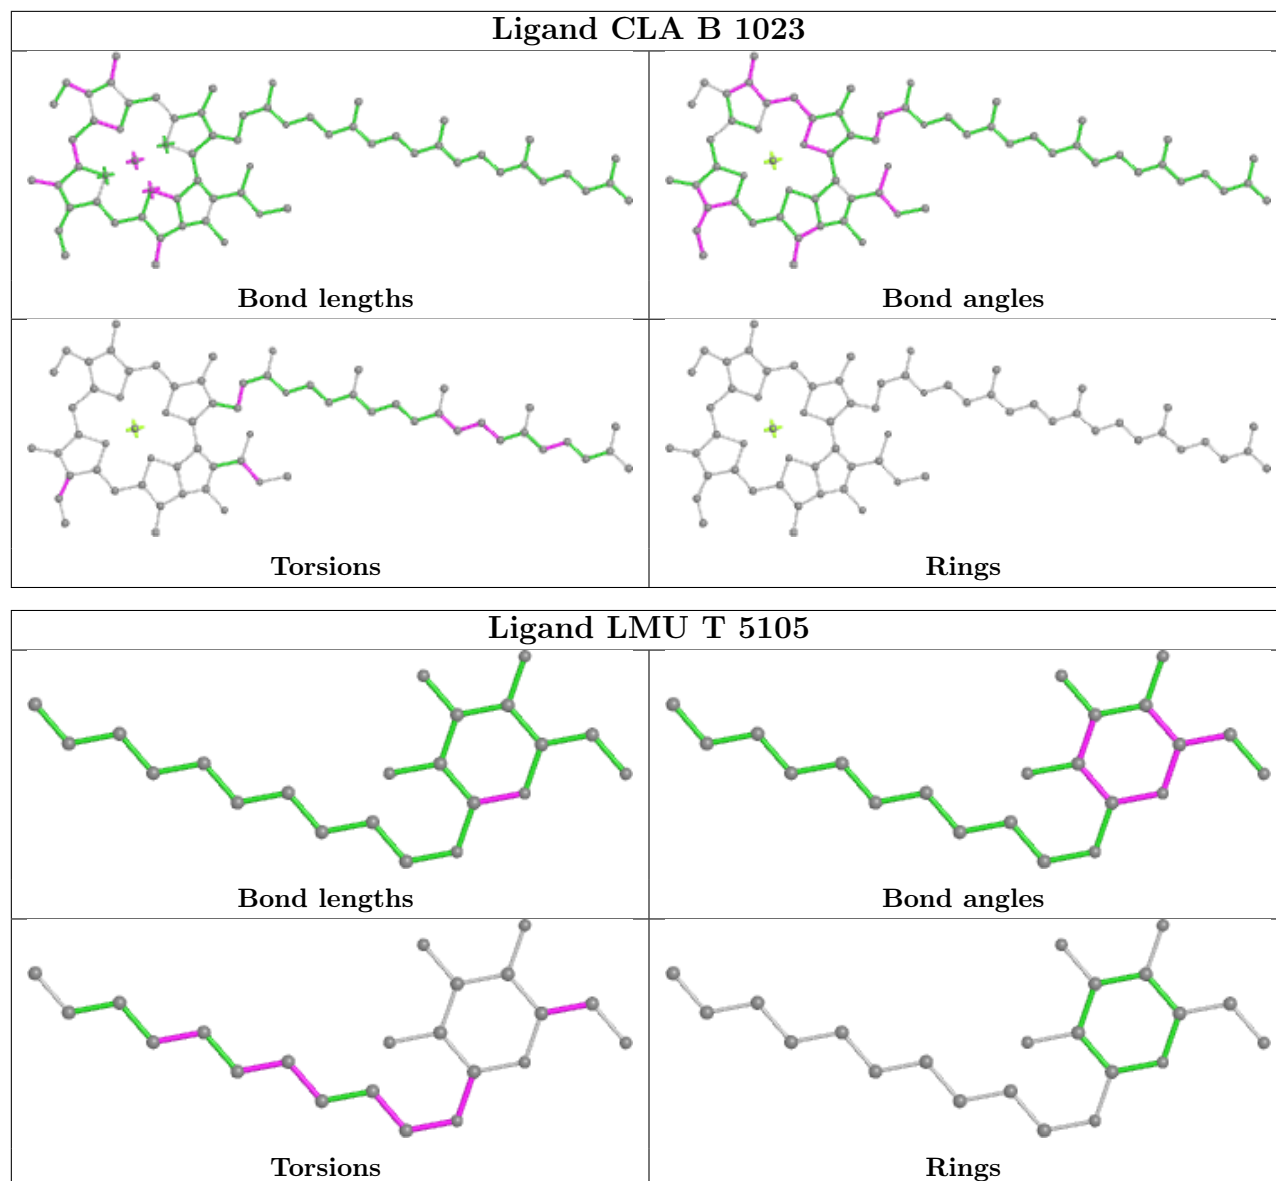 Ligand CLA B 1023
Bond lengths
Bond angles
Torsions
Rings
Ligand LMU T 5105
Bond lengths
Bond angles
Torsions
Rings